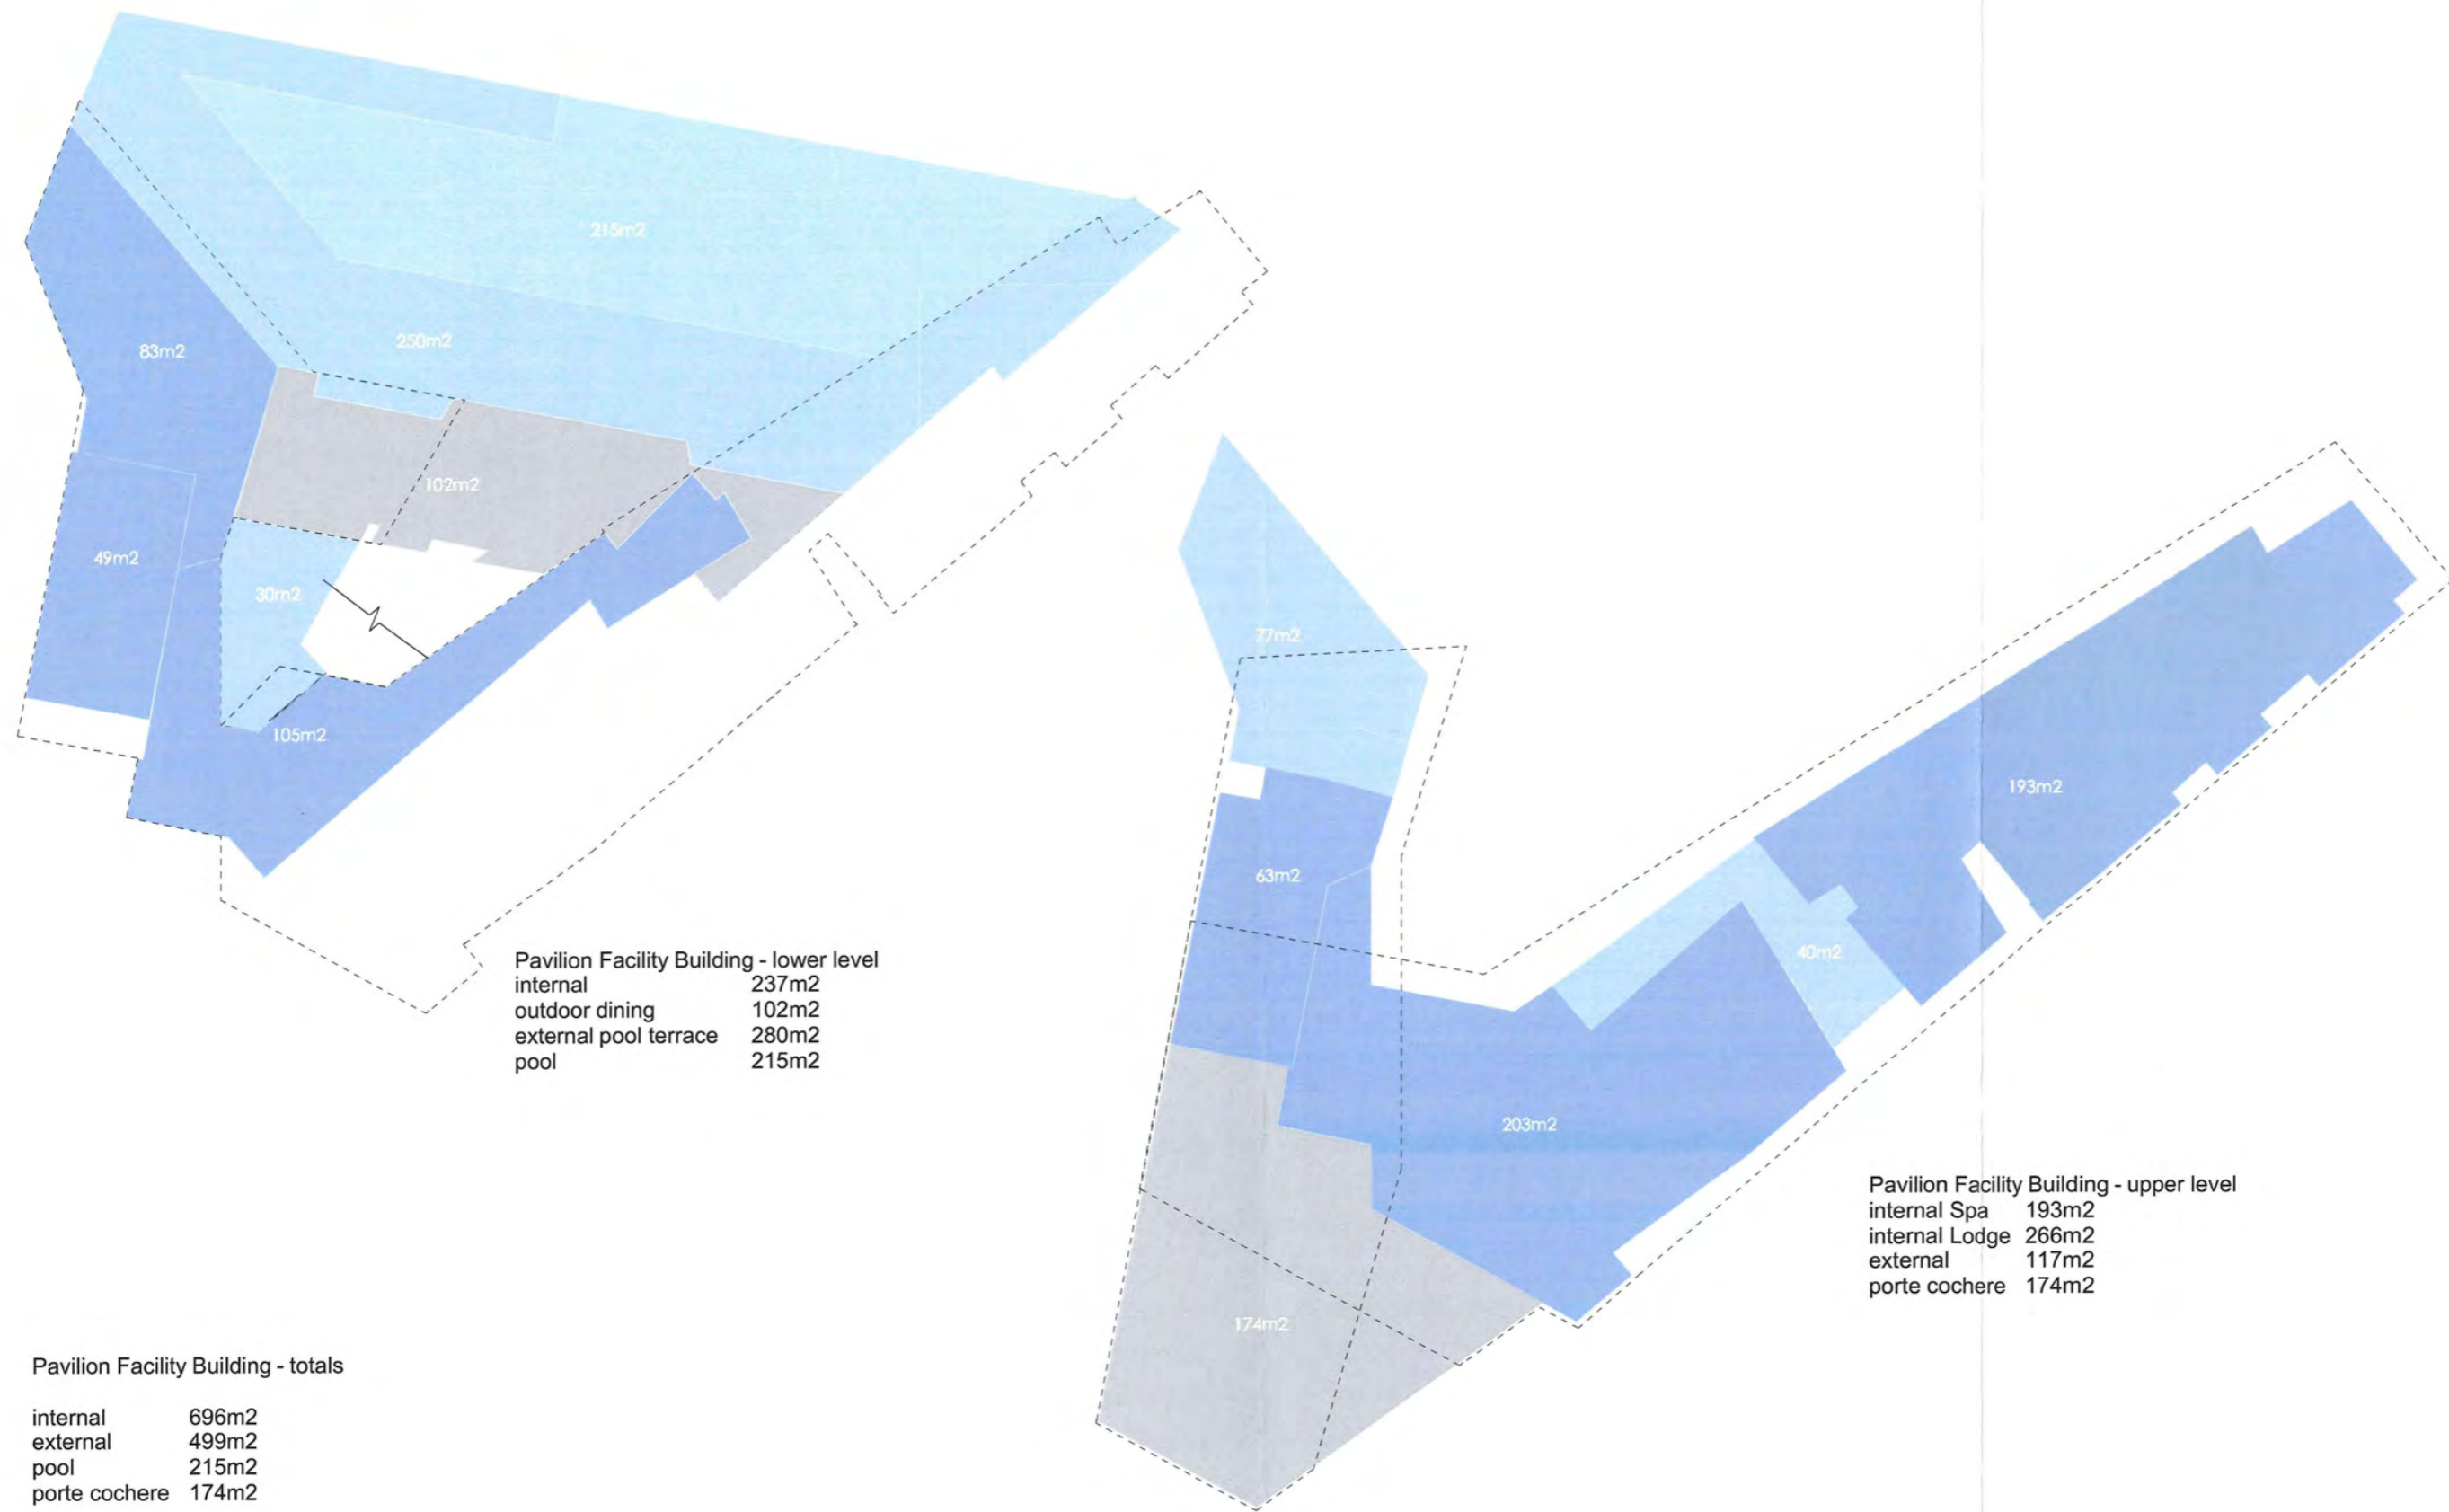 215m2
250m2
83m2
102m2
49m2
30m2
105m2
Pavilion Facility Building - lower level
internal 237m2
outdoor dining 102m2
external pool terrace 280m2
pool 215m2
77m2
63m2
193m2
40m2
203m2
174m2
Pavilion Facility Building - upper level
internal Spa 193m2
internal Lodge 266m2
external 117m2
porte cochere 174m2
Pavilion Facility Building - totals
internal 696m2
external 499m2
pool 215m2
porte cochere 174m2